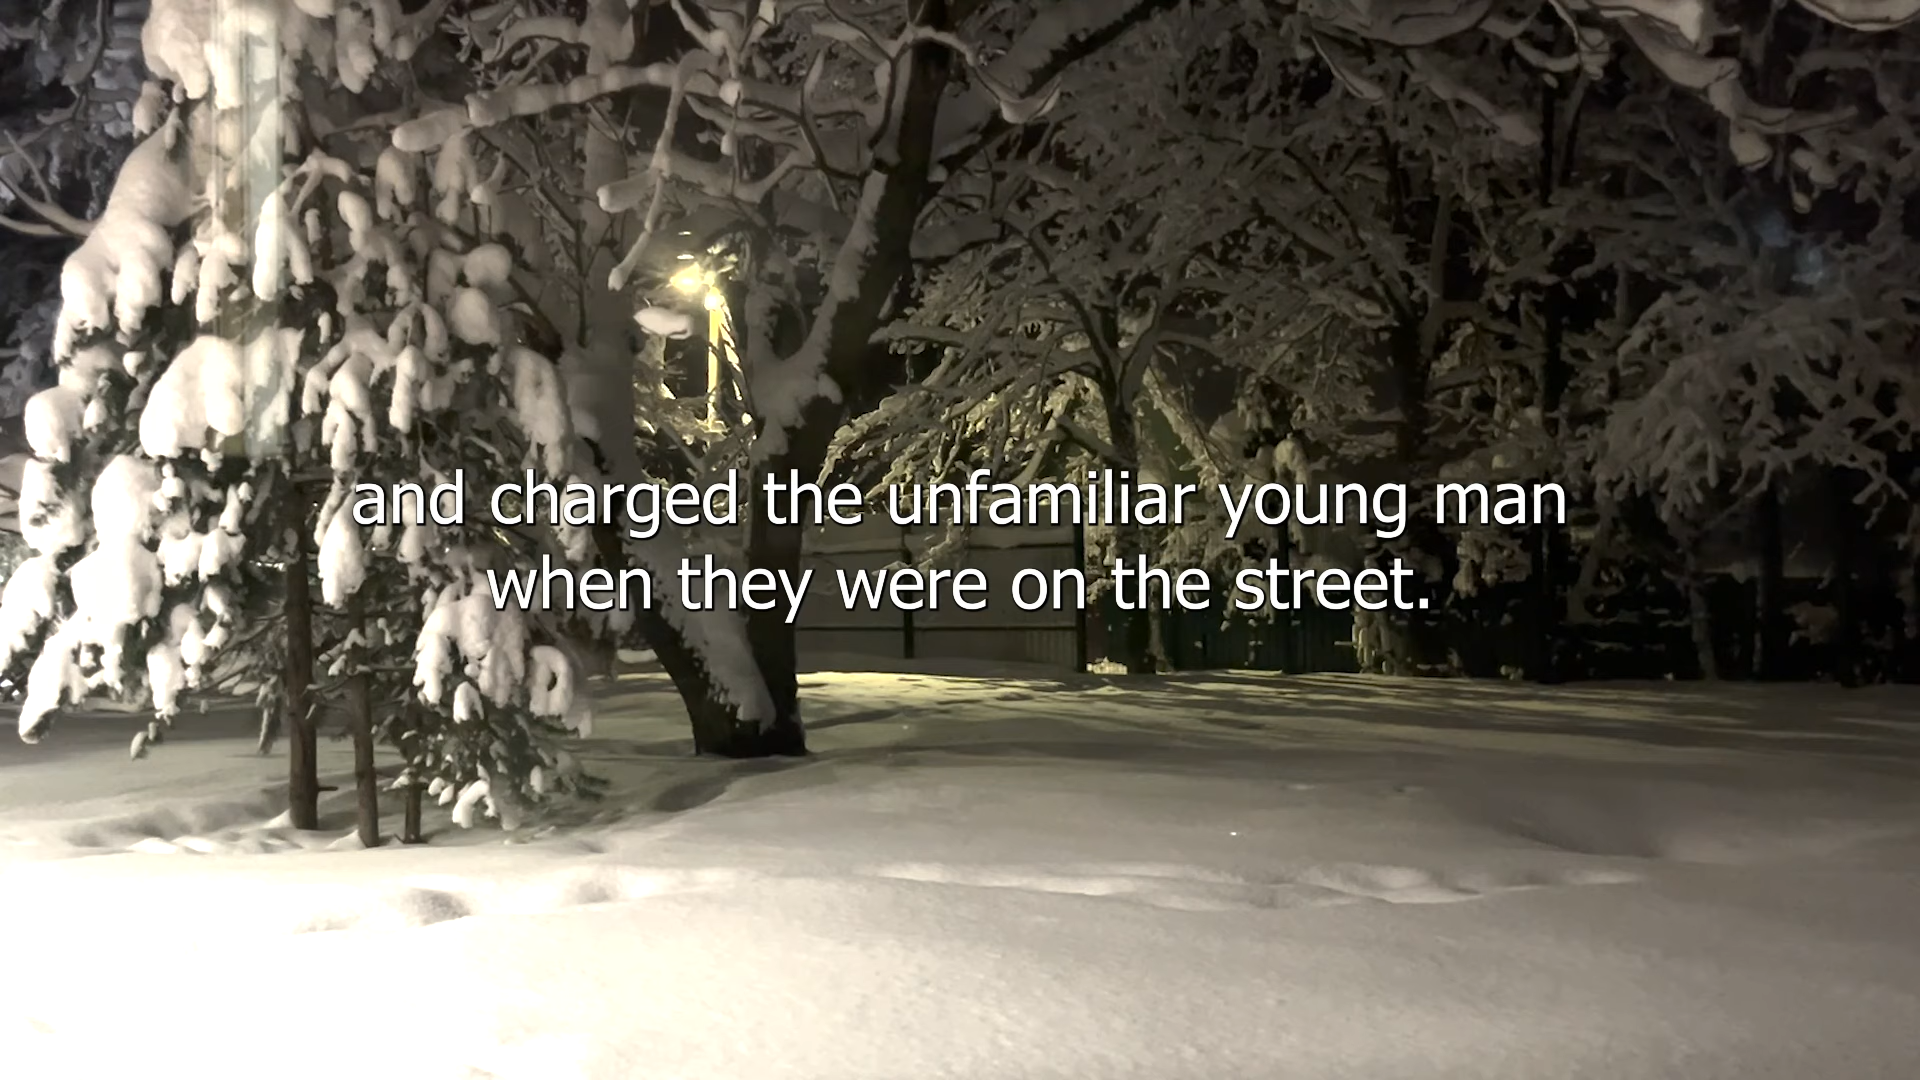 and charged the unfamiliar young man
when they were on the street.